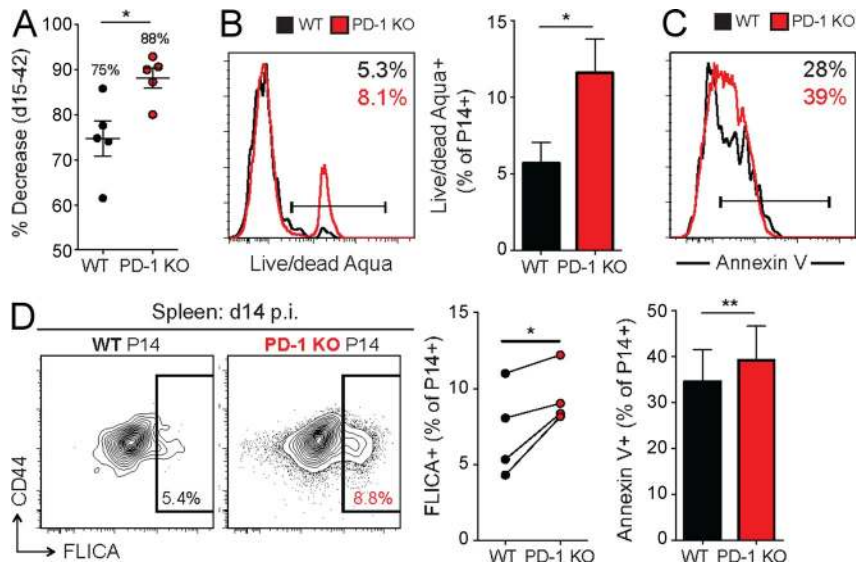 A
*
100
90
80
70
60
50
75%
88%
% Decrease (d15-42)
WT PD-1 KO
B
WT PD-1 KO
5.3%
8.1%
Live/dead Aqua
*
15
10
5
0
Live/dead Aqua+
(% of P14+)
WT PD-1 KO
C
WT PD-1 KO
28%
39%
Annexin V
D
Spleen: d14 p.i.
WT P14
PD-1 KO P14
5.4%
8.8%
CD44
FLICA
*
15
10
5
0
FLICA+ (% of P14+)
WT PD-1 KO
**
50
40
30
20
10
0
Annexin V+ (% of P14+)
WT PD-1 KO